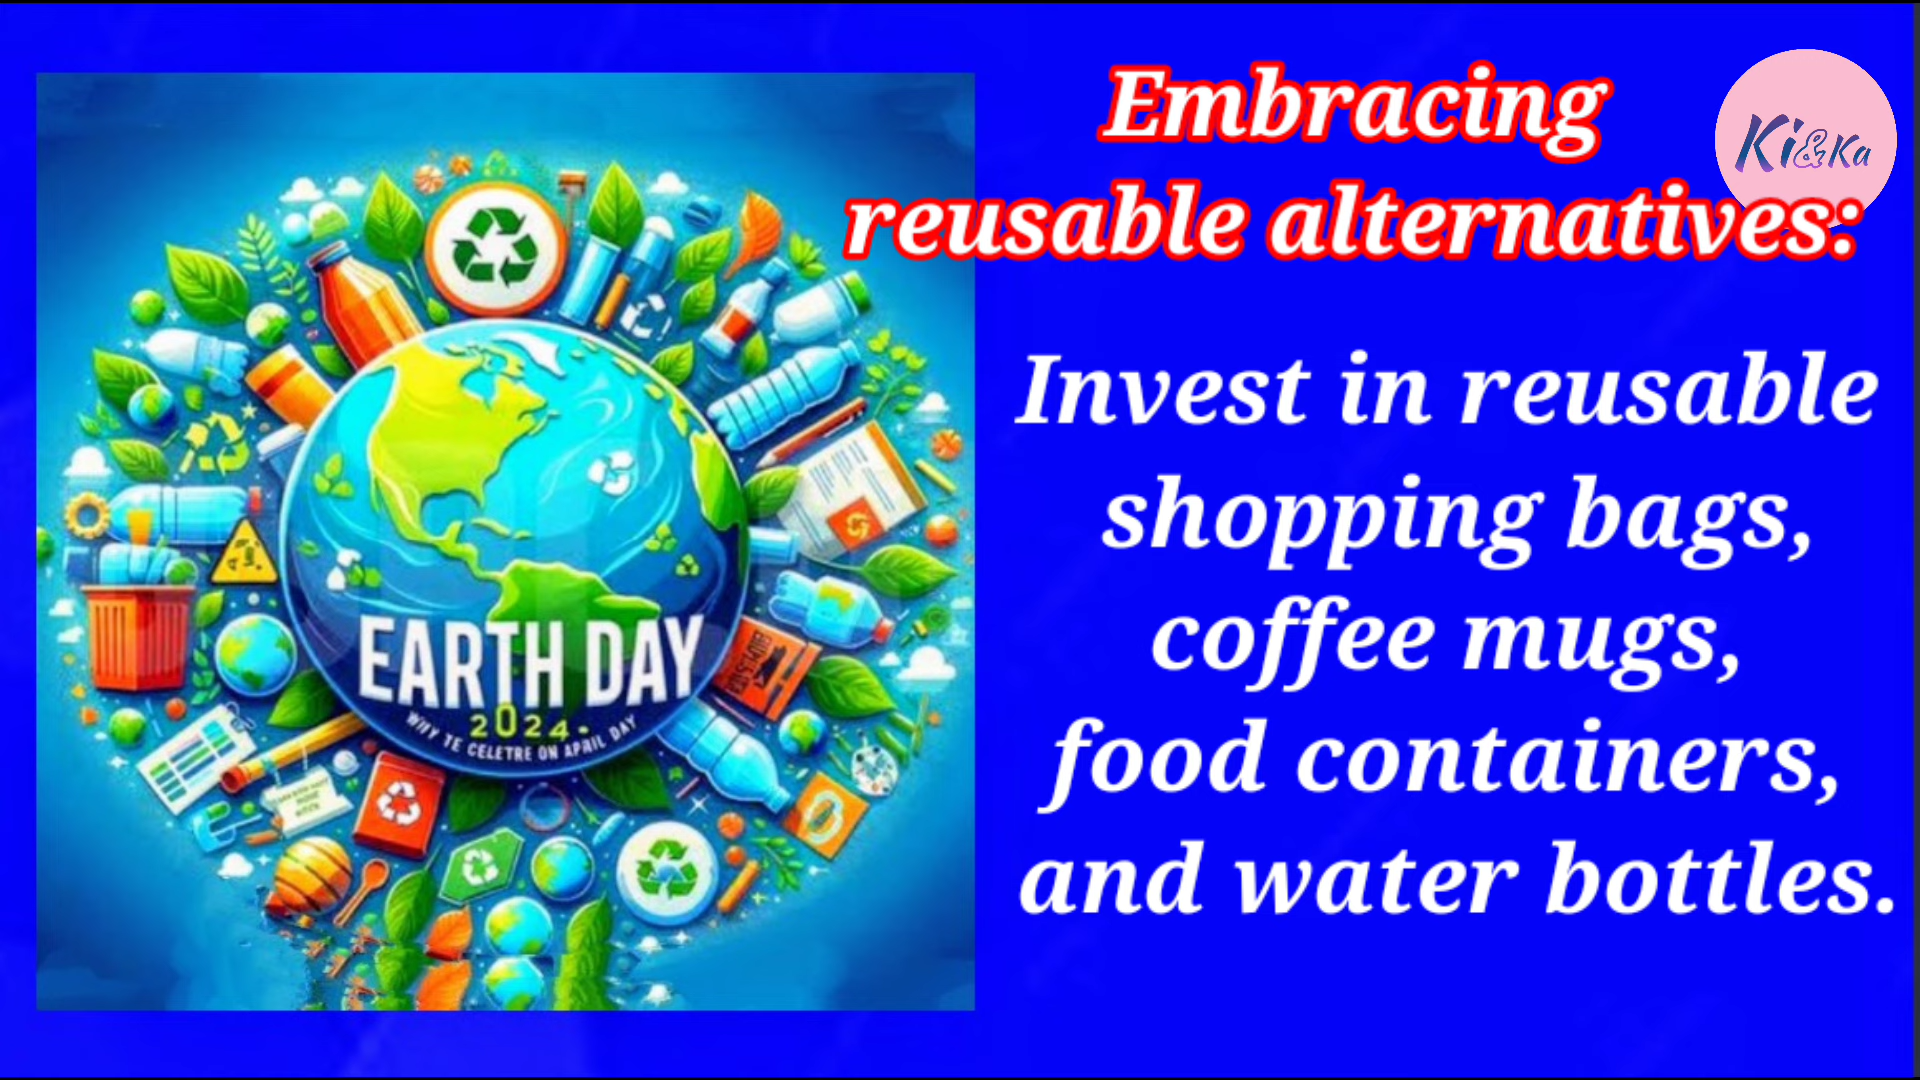 Embracing
reusable alternatives:
Ki&Ka
Invest in reusable
shopping bags,
coffee mugs,
food containers,
and water bottles.
EARTH DAY
2024.
WHY TE CELETRE ON APRIL DAY